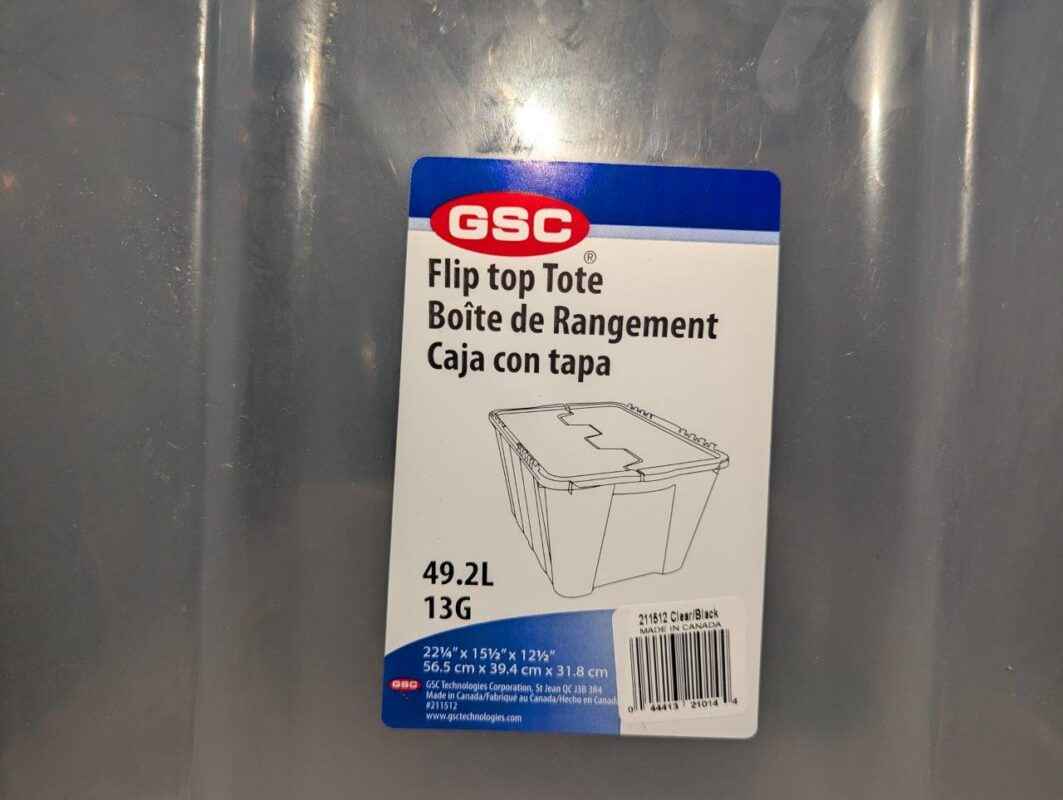 GSC
®
Flip top Tote
Boîte de Rangement
Caja con tapa
49.2L
13G
22¼" x 15½" x 12½"
56.5 cm x 39.4 cm x 31.8 cm
GSC
GSC Technologies Corporation, St Jean QC J3B 3R4
Made in Canada/Fabriqué au Canada/Hecho en Canad
#211512
www.gsctechnologies.com
211512 Clear/Black
MADE IN CANADA
0 44413 21014 4